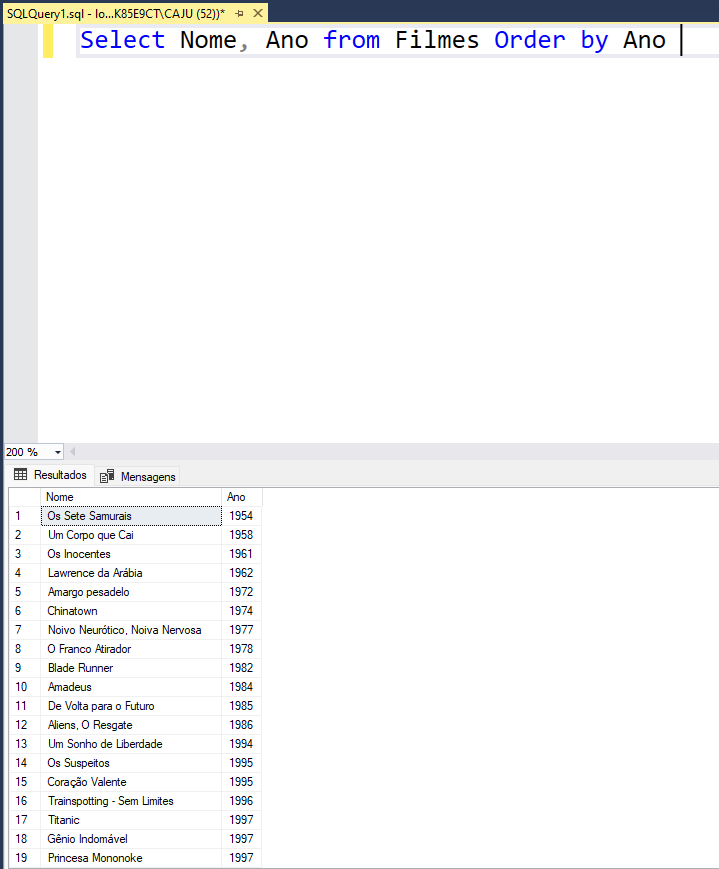 SQLQuery1.sql - lo...K85E9CT\CAJU (52))*
Select Nome, Ano from Filmes Order by Ano
200 %
Resultados Mensagens
Nome Ano
1 Os Sete Samurais 1954
2 Um Corpo que Cai 1958
3 Os Inocentes 1961
4 Lawrence da Arábia 1962
5 Amargo pesadelo 1972
6 Chinatown 1974
7 Noivo Neurótico, Noiva Nervosa 1977
8 O Franco Atirador 1978
9 Blade Runner 1982
10 Amadeus 1984
11 De Volta para o Futuro 1985
12 Aliens, O Resgate 1986
13 Um Sonho de Liberdade 1994
14 Os Suspeitos 1995
15 Coração Valente 1995
16 Trainspotting - Sem Limites 1996
17 Titanic 1997
18 Gênio Indomável 1997
19 Princesa Mononoke 1997